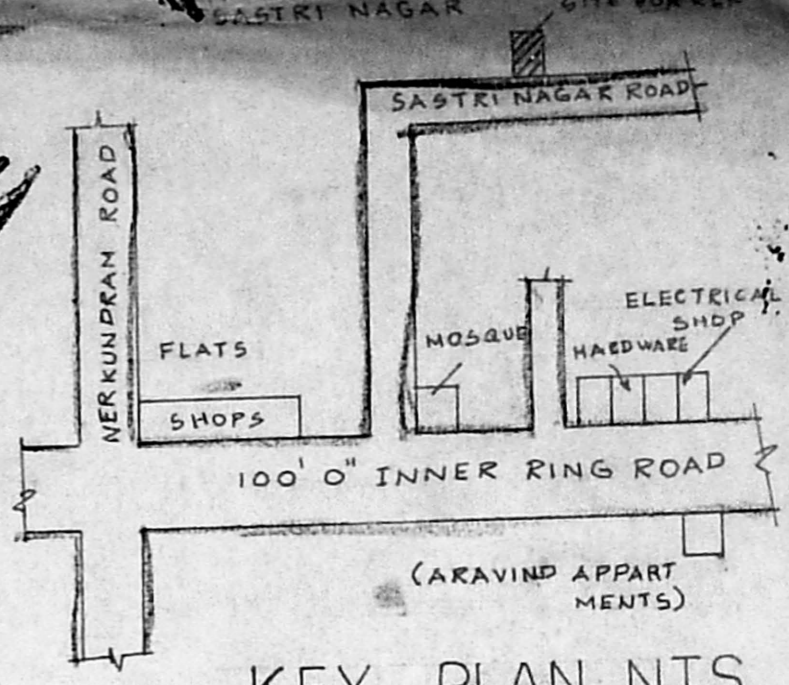 SASTRI NAGAR
SASTRI NAGAR ROAD
NERKUNDRAM ROAD
ELECTRICAL
SHOP
MOSQUE
HARDWARE
FLATS
SHOPS
100' 0" INNER RING ROAD
(ARAVIND APPART
MENTS)
KEY PLAN NTS